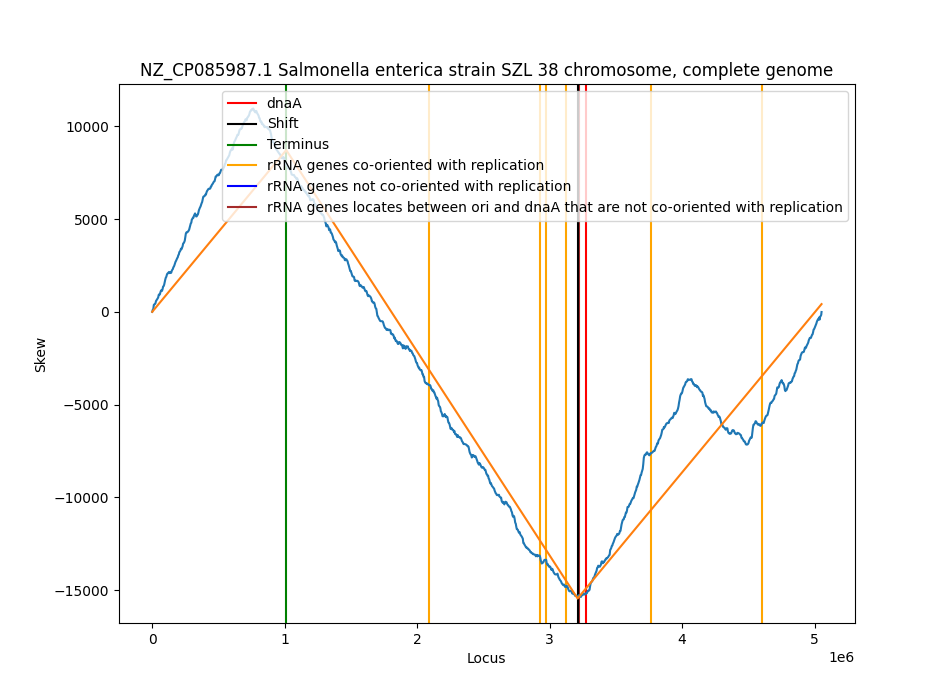 NZ_CP085987.1 Salmonella enterica strain SZL 38 chromosome, complete genome
dnaA
Shift
Terminus
rRNA genes co-oriented with replication
rRNA genes not co-oriented with replication
rRNA genes locates between ori and dnaA that are not co-oriented with replication
10000
5000
0
−5000
−10000
−15000
Skew
0 1 2 3 4 5
1e6
Locus